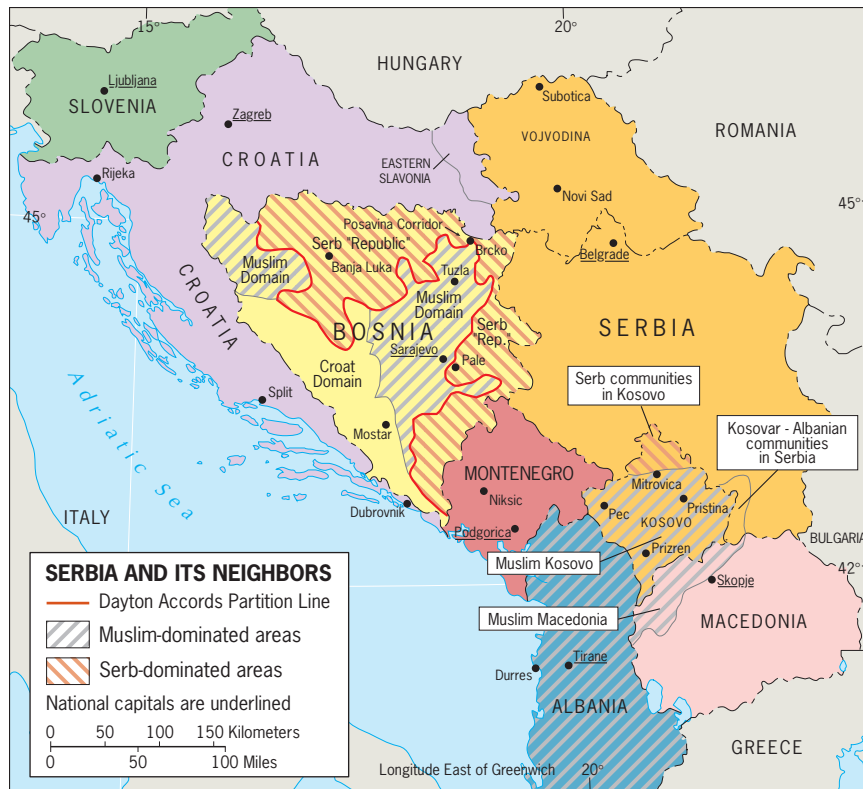 15°
20°
HUNGARY
Ljubljana
SLOVENIA
Subotica
Zagreb
VOJVODINA
ROMANIA
CROATIA
EASTERN
SLAVONIA
Rijeka
Novi Sad
45°
45°
Posavina Corridor
Serb "Republic"
Brcko
Belgrade
Muslim
Domain
Banja Luka
Tuzla
Muslim
Domain
CROATIA
BOSNIA
Serb
"Rep."
SERBIA
Sarajevo
Pale
Croat
Domain
Serb communities
in Kosovo
Split
Mostar
Kosovar - Albanian
communities
in Serbia
Adriatic Sea
MONTENEGRO
Mitrovica
Niksic
Pristina
Pec
KOSOVO
Dubrovnik
ITALY
Podgorica
BULGARIA
Prizren
Muslim Kosovo
42°
Skopje
Muslim Macedonia
MACEDONIA
Tirane
Durres
ALBANIA
GREECE
Longitude East of Greenwich
20°
SERBIA AND ITS NEIGHBORS
Dayton Accords Partition Line
Muslim-dominated areas
Serb-dominated areas
National capitals are underlined
0 50 100 150 Kilometers
0 50 100 Miles